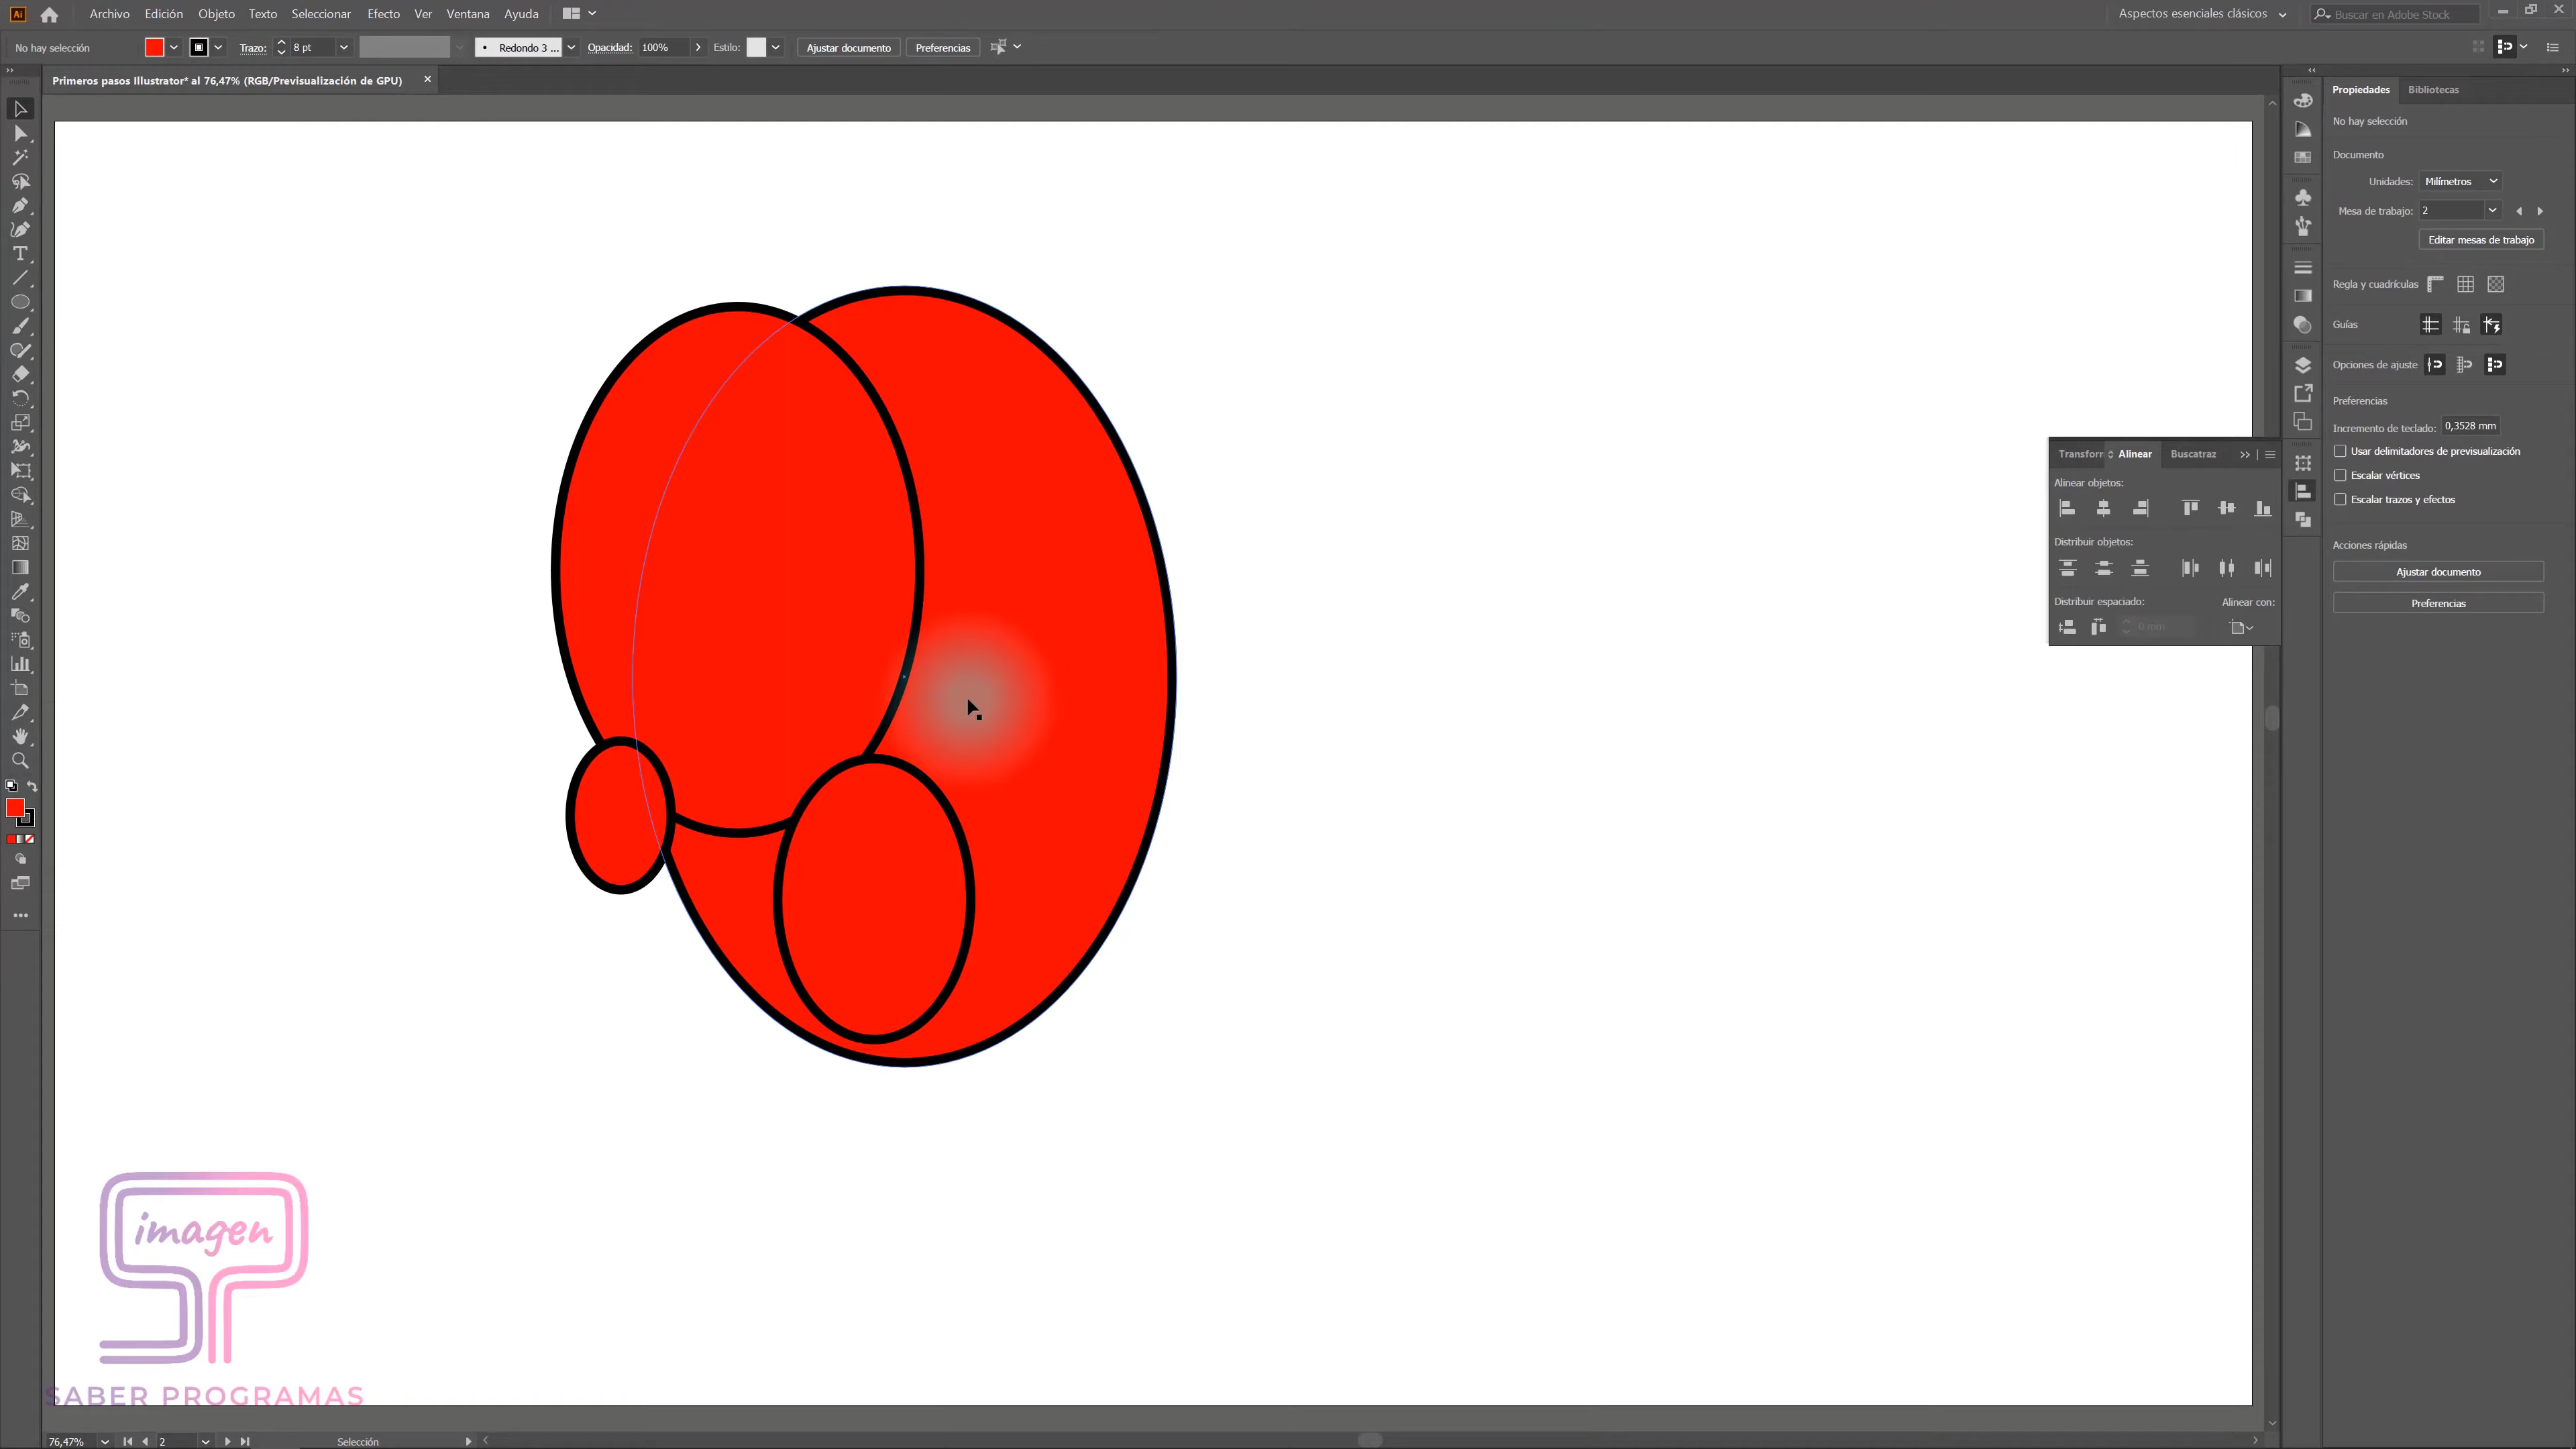 Ai Archivo Edición Objeto Texto Seleccionar Efecto Ver Ventana Ayuda Aspectos esenciales clásicos Buscar en Adobe Stock
No hay selección Trazo: 8 pt Redondo 3 ... Opacidad: 100% Estilo: Ajustar documento Preferencias
Primeros pasos Illustrator* al 76,47% (RGB/Previsualización de GPU)
Propiedades Bibliotecas
No hay selección
Documento
Unidades: Milímetros
Mesa de trabajo: 2
Editar mesas de trabajo
Regla y cuadrículas
Guías
Opciones de ajuste
Preferencias
Incremento de teclado: 0,3528 mm
Usar delimitadores de previsualización
Escalar vértices
Escalar trazos y efectos
Acciones rápidas
Ajustar documento
Preferencias
Transform Alinear Buscatraz
Alinear objetos:
Distribuir objetos:
Distribuir espaciado: Alinear con:
0 mm
imagen
SABER PROGRAMAS
76,47% 2 Selección